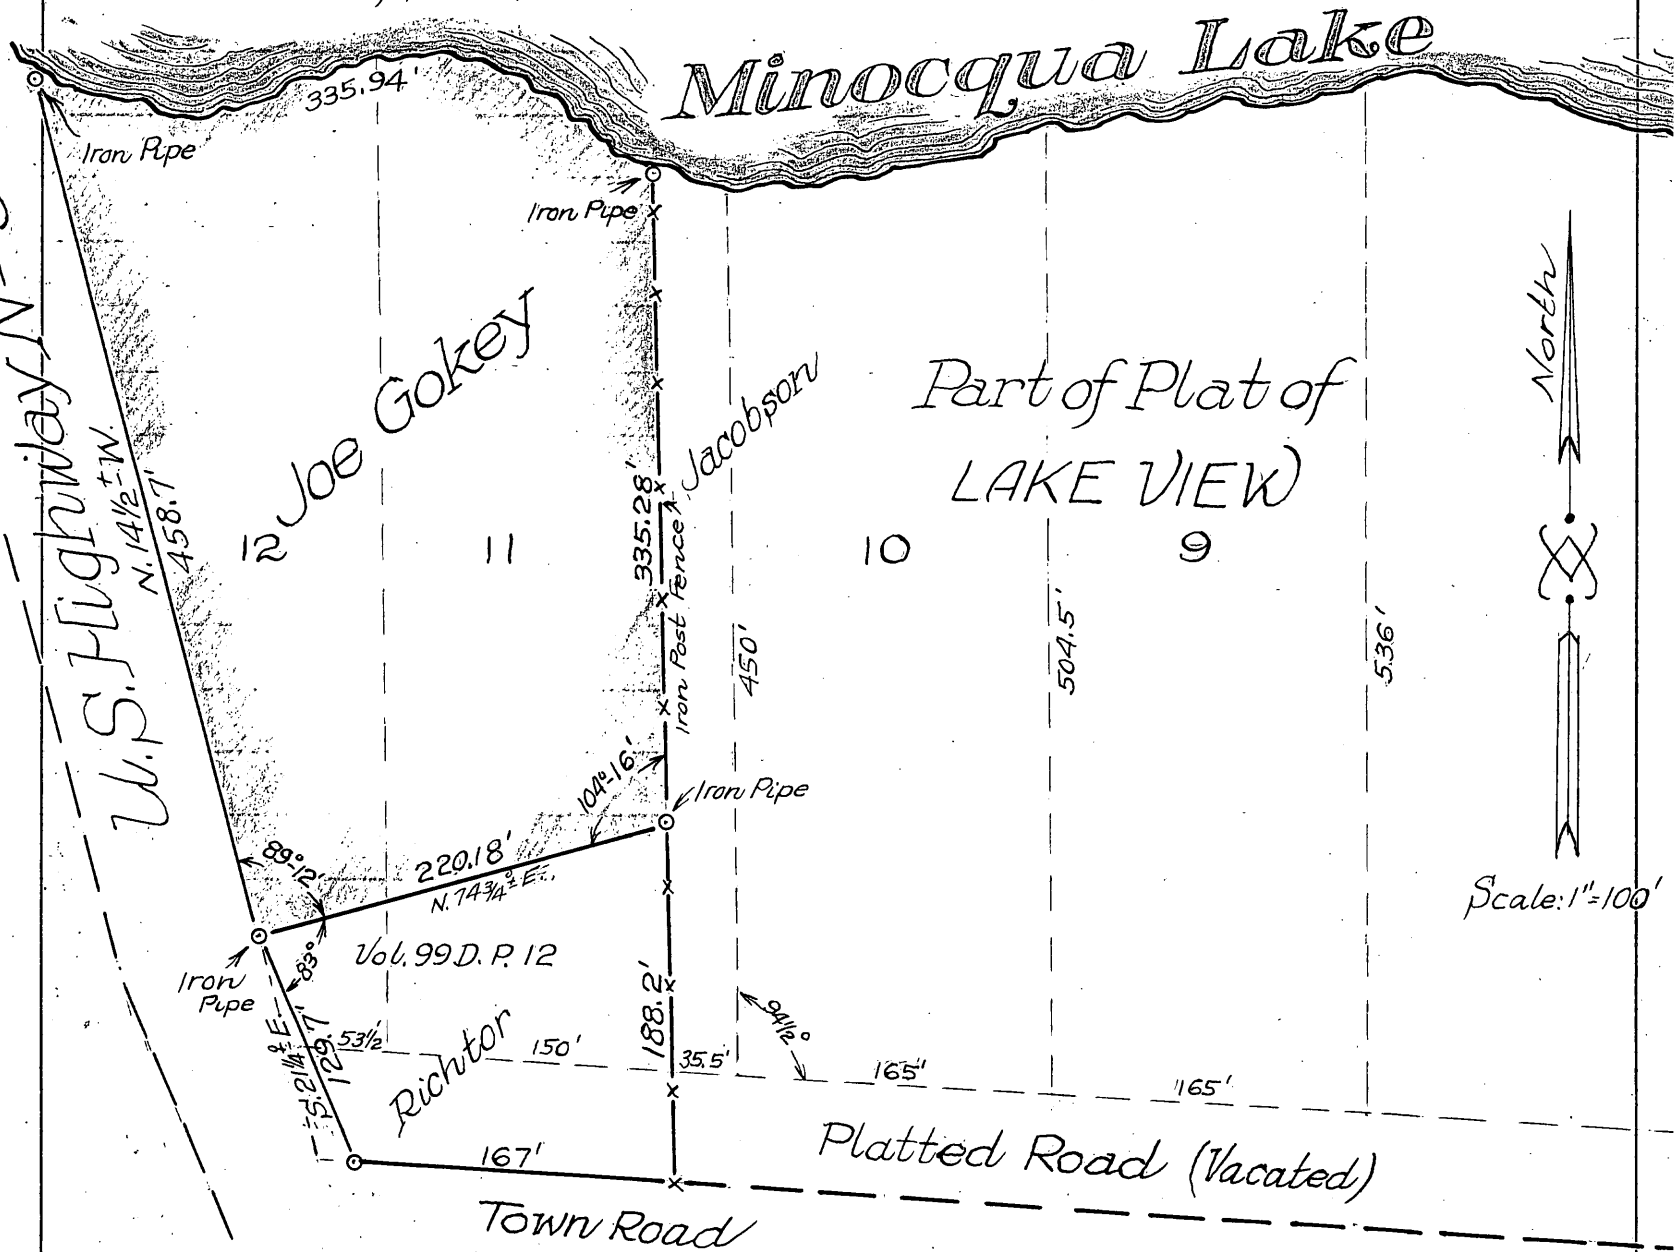 Minocqua Lake
335.94'
Iron Pipe
Iron Pipe
North
Joe Gokey
Jacobson
Part of Plat of
LAKE VIEW
U.S. Highway N
N. 14½ ± W.
458.7'
12
11
10
9
335.28'
Iron Post Fence
450'
504.5'
536'
104°-16'
Iron Pipe
89°-12'
220.18'
N. 74¾° ± E.
Scale: 1"=100'
83°
Vol. 99 D. P. 12
Iron
Pipe
S. 21¼ ± E.
129.7'
53½'
150'
188.2'
35.5'
94½°
165'
165'
Richtor
167'
Platted Road (Vacated)
Town Road